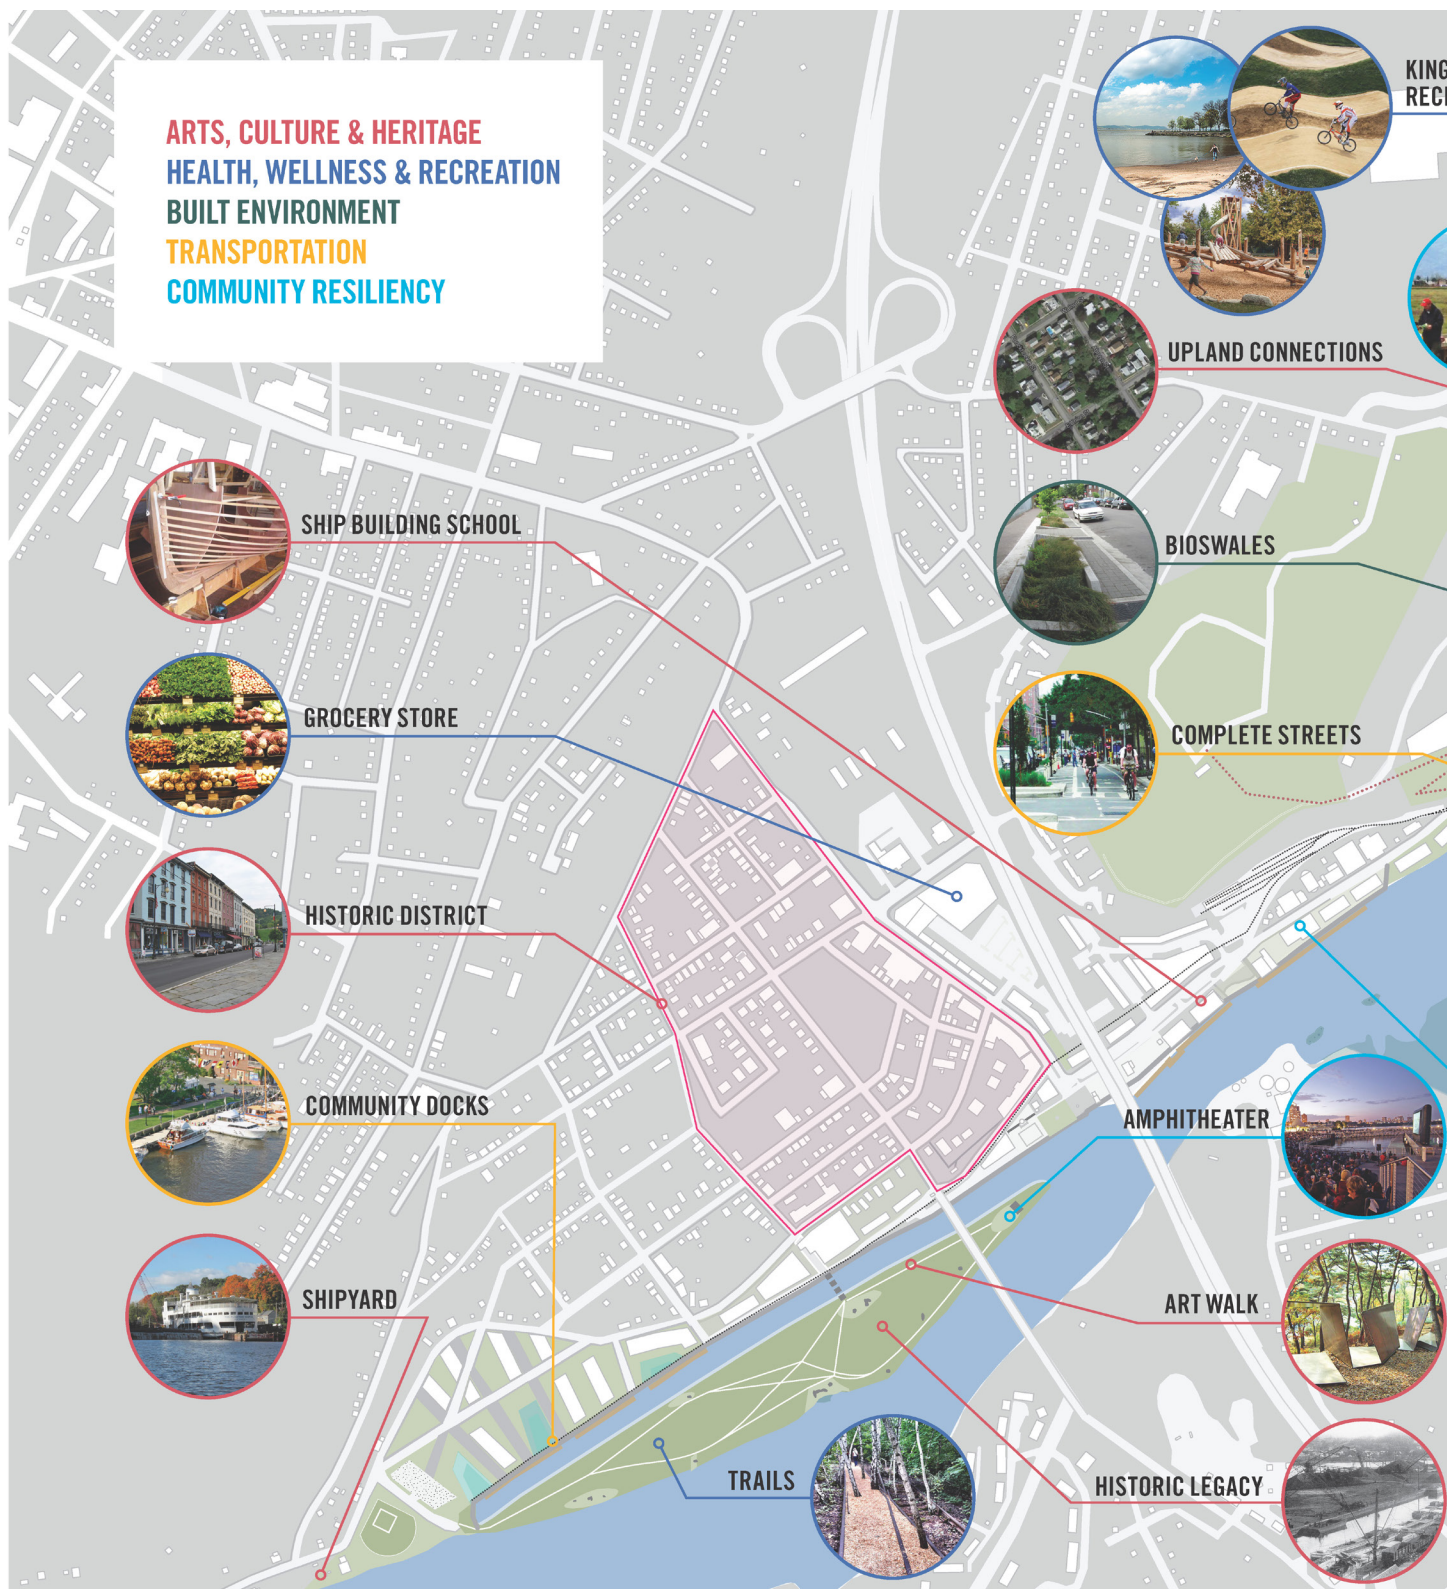 ARTS, CULTURE & HERITAGE
HEALTH, WELLNESS & RECREATION
BUILT ENVIRONMENT
TRANSPORTATION
COMMUNITY RESILIENCY
KING
UPLAND CONNECTIONS
SHIP BUILDING SCHOOL
BIOSWALES
GROCERY STORE
COMPLETE STREETS
HISTORIC DISTRICT
COMMUNITY DOCKS
AMPHITHEATER
SHIPYARD
ART WALK
TRAILS
HISTORIC LEGACY